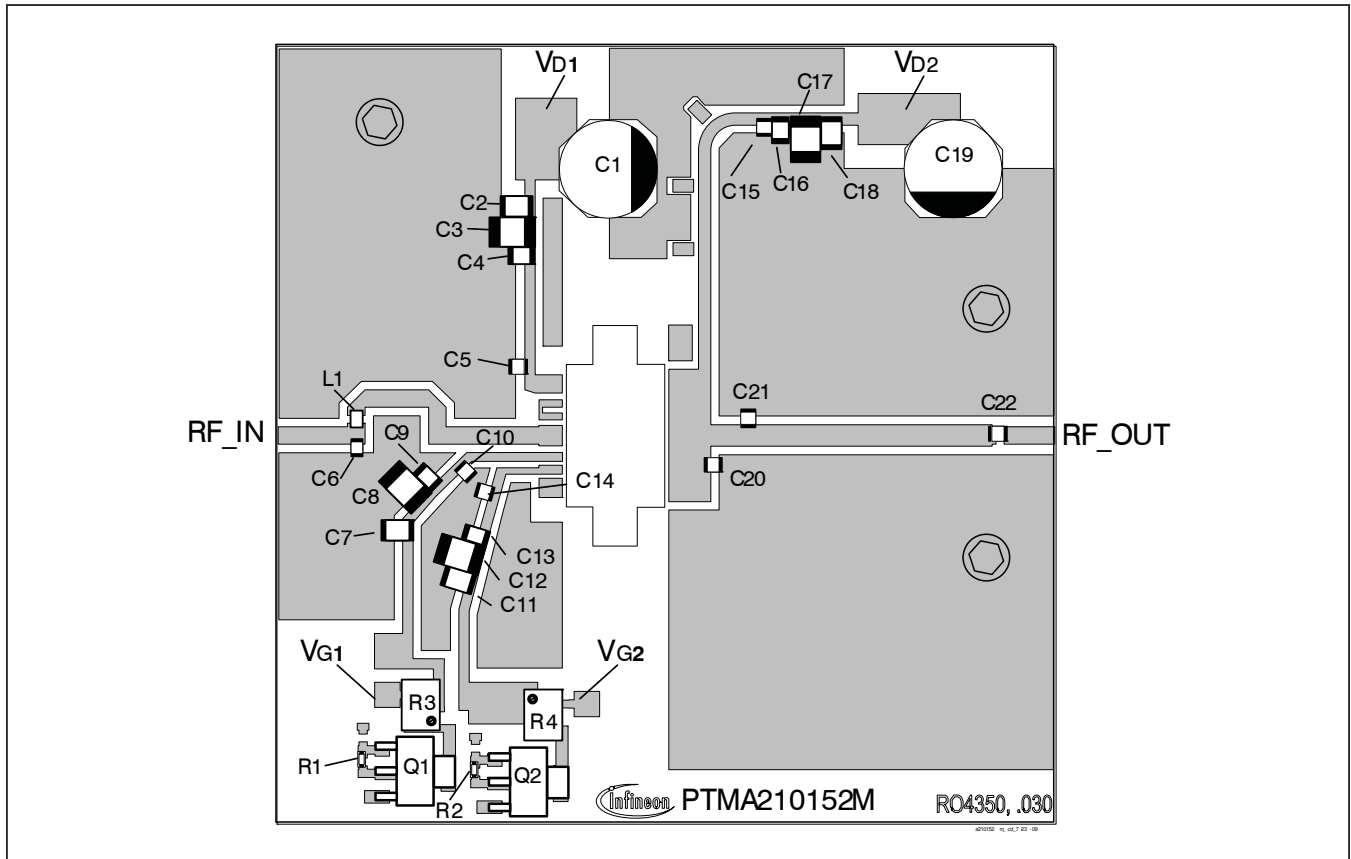 VD1
VD2
C17
C1
C19
C15
C16
C18
C2
C3
C4
C5
L1
C21
C22
RF_IN
RF_OUT
C9
C10
C6
C8
C14
C20
C7
C13
C12
C11
VG1
VG2
R3
R4
R1
Q1
Q2
R2
Infineon
PTMA210152M
RO4350, .030